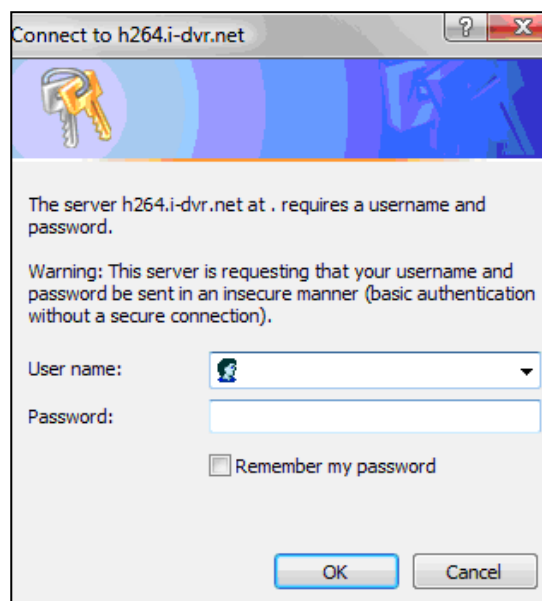 Connect to h264.i-dvr.net
The server h264.i-dvr.net at . requires a username and
password.
Warning: This server is requesting that your username and
password be sent in an insecure manner (basic authentication
without a secure connection).
User name:
Password:
Remember my password
OK Cancel